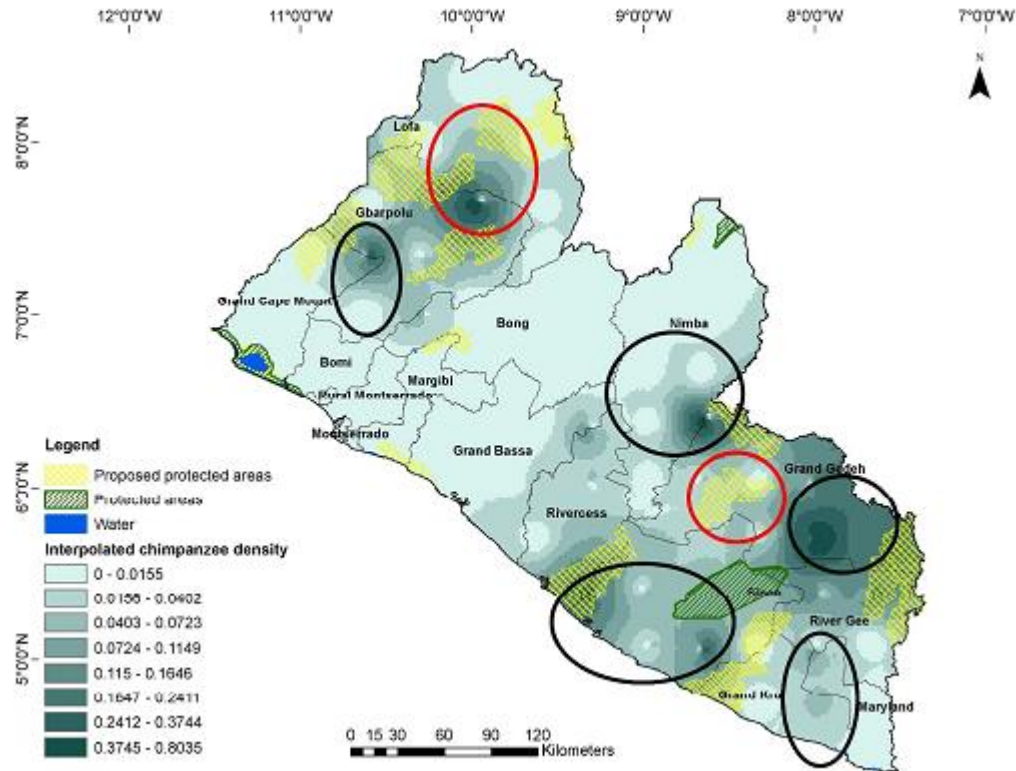 12°0'0"W 11°0'0"W 10°0'0"W 9°0'0"W 8°0'0"W 7°0'0"W
8°0'0"N
7°0'0"N
6°0'0"N
5°0'0"N
Lofa
Gbarpolu
Grand Cape Mount
Bong
Nimba
Bomi
Margibi
Rural Montserrado
Montserrado
Grand Bassa
Grand Gedeh
Rivercess
Sinoe
River Gee
Grand Kru
Maryland
Legend
Proposed protected areas
Protected areas
Water
Interpolated chimpanzee density
0 - 0.0155
0.0156 - 0.0402
0.0403 - 0.0723
0.0724 - 0.1149
0.115 - 0.1646
0.1647 - 0.2411
0.2412 - 0.3744
0.3745 - 0.8035
0 15 30 60 90 120
Kilometers